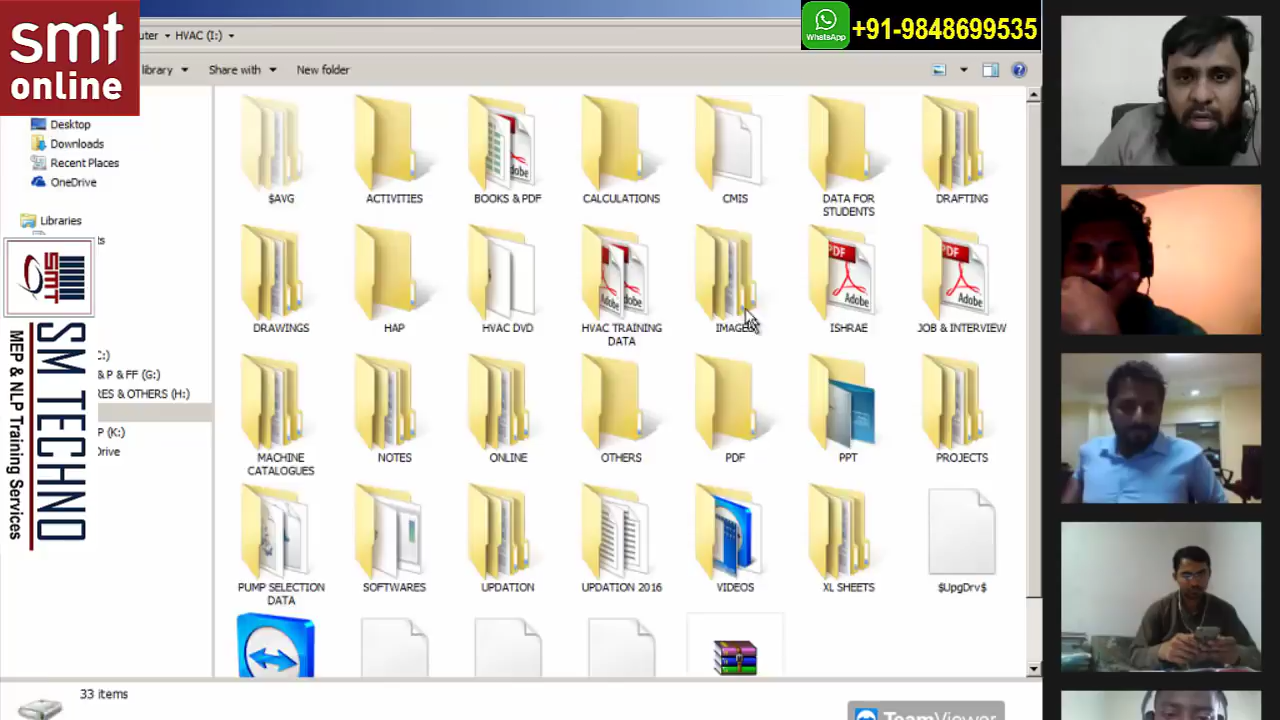 smt
online
WhatsApp
+91-9848699535
uter
HVAC (I:)
library
Share with
New folder
Desktop
Downloads
Recent Places
OneDrive
Libraries
ts
C:)
& P & FF (G:)
RES & OTHERS (H:)
P (K:)
Drive
SMT
SM TECHNO
MEP & NLP Training Services
$AVG
ACTIVITIES
BOOKS & PDF
CALCULATIONS
CMIS
DATA FOR
STUDENTS
DRAFTING
DRAWINGS
HAP
HVAC DVD
HVAC TRAINING
DATA
IMAGES
ISHRAE
JOB & INTERVIEW
MACHINE
CATALOGUES
NOTES
ONLINE
OTHERS
PDF
PPT
PROJECTS
PUMP SELECTION
DATA
SOFTWARES
UPDATION
UPDATION 2016
VIDEOS
XL SHEETS
$UpgDrv$
33 items
TeamViewer